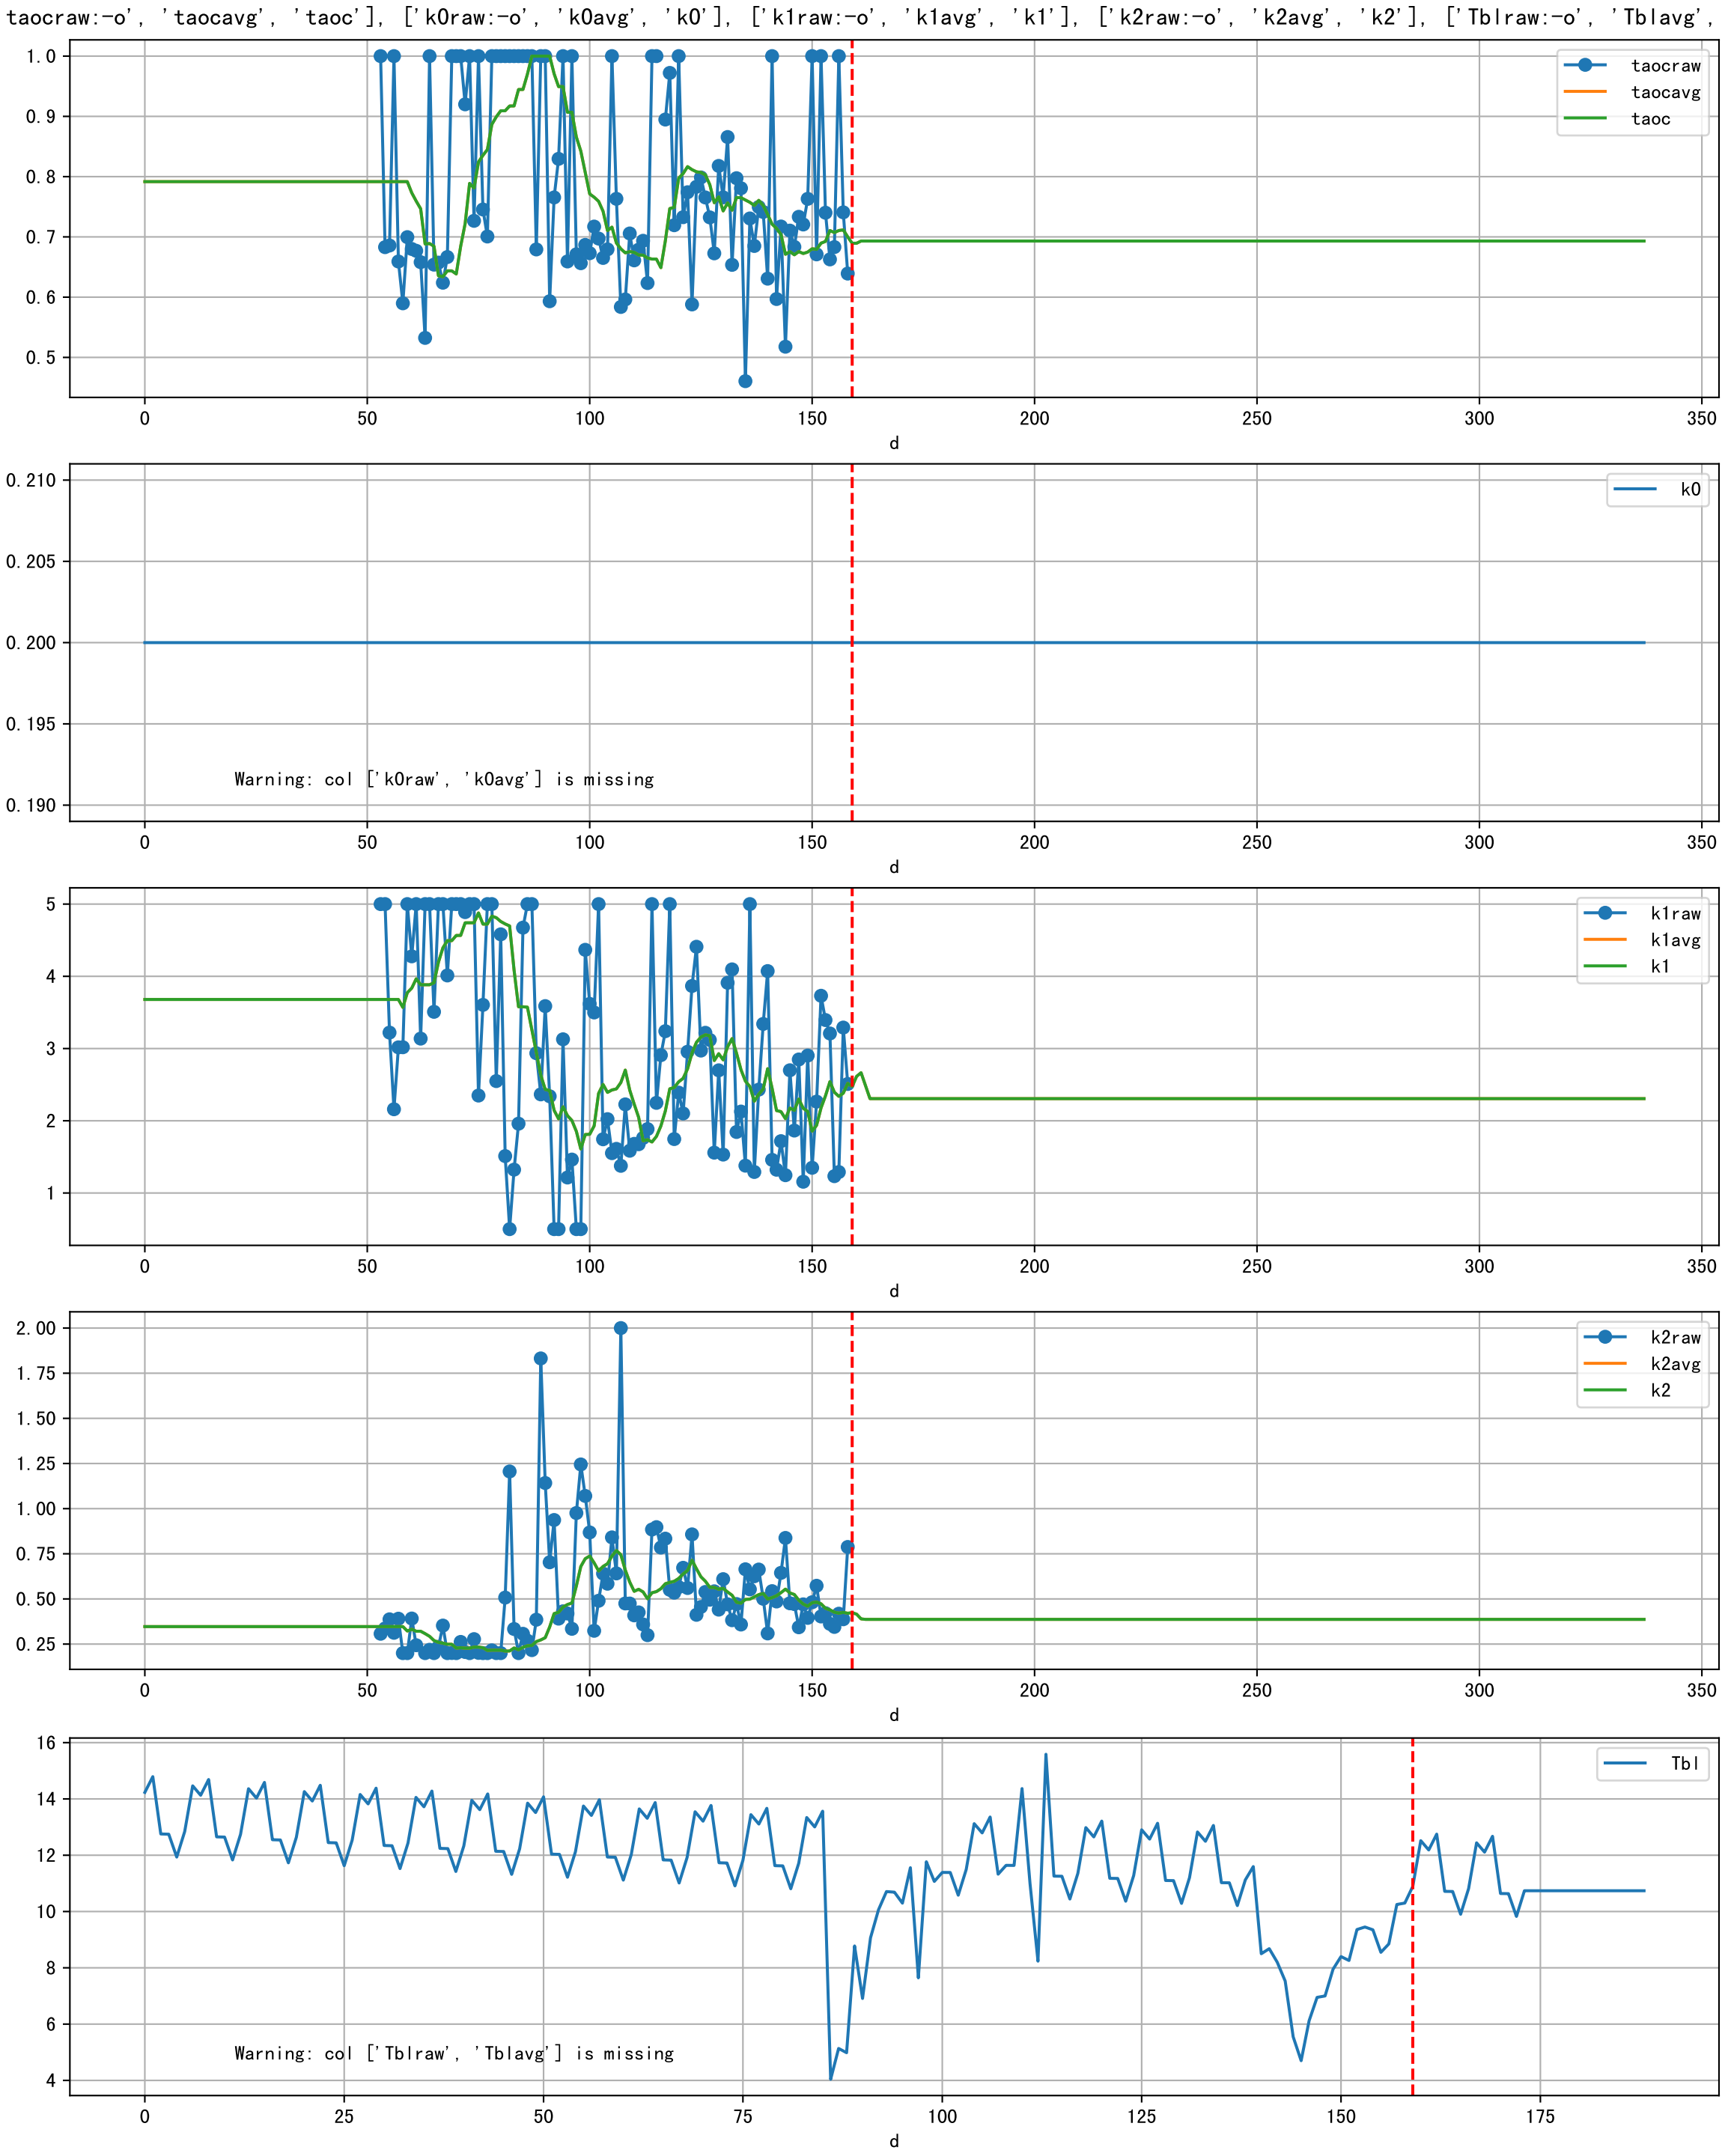 taocraw:-o', 'taocavg', 'taoc'], ['k0raw:-o', 'k0avg', 'k0'], ['k1raw:-o', 'k1avg', 'k1'], ['k2raw:-o', 'k2avg', 'k2'], ['Tblraw:-o', 'Tblavg',
1.0
0.9
0.8
0.7
0.6
0.5
taocraw
taocavg
taoc
0 50 100 150 200 250 300 350
d
0.210
0.205
0.200
0.195
0.190
k0
Warning: col ['k0raw', 'k0avg'] is missing
0 50 100 150 200 250 300 350
d
5
4
3
2
1
k1raw
k1avg
k1
0 50 100 150 200 250 300 350
d
2.00
1.75
1.50
1.25
1.00
0.75
0.50
0.25
k2raw
k2avg
k2
0 50 100 150 200 250 300 350
d
16
14
12
10
8
6
4
Tbl
Warning: col ['Tblraw', 'Tblavg'] is missing
0 25 50 75 100 125 150 175
d